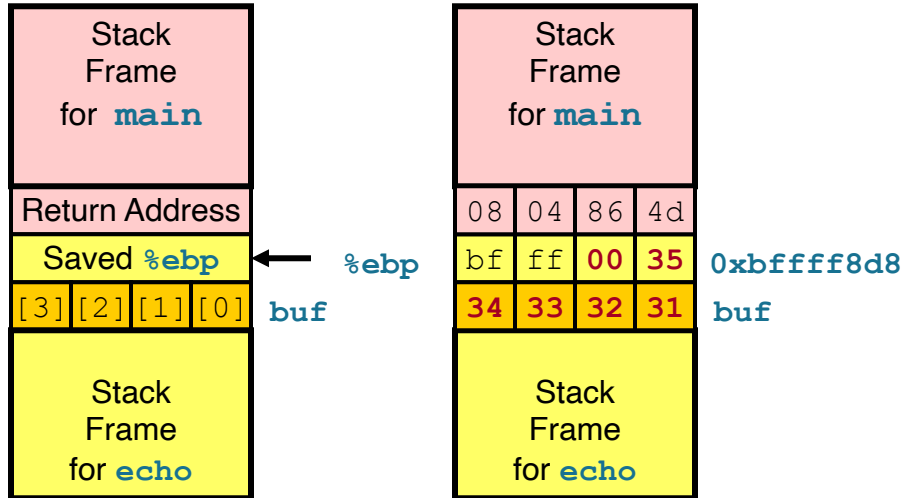 Stack
Frame
for main
Return Address
Saved %ebp
%ebp
[3] [2] [1] [0]
buf
Stack
Frame
for echo
Stack
Frame
for main
08 04 86 4d
bf ff 00 35
0xbffff8d8
34 33 32 31
buf
Stack
Frame
for echo